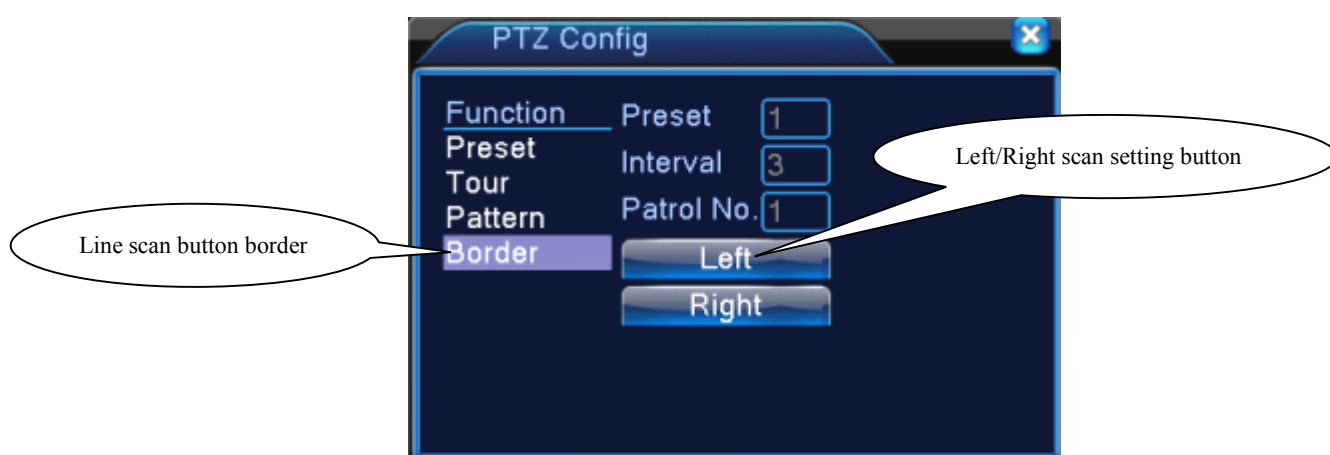 PTZ Config
Function
Preset
Tour
Pattern
Border
Preset 1
Interval 3
Patrol No. 1
Left
Right
Line scan button border
Left/Right scan setting button